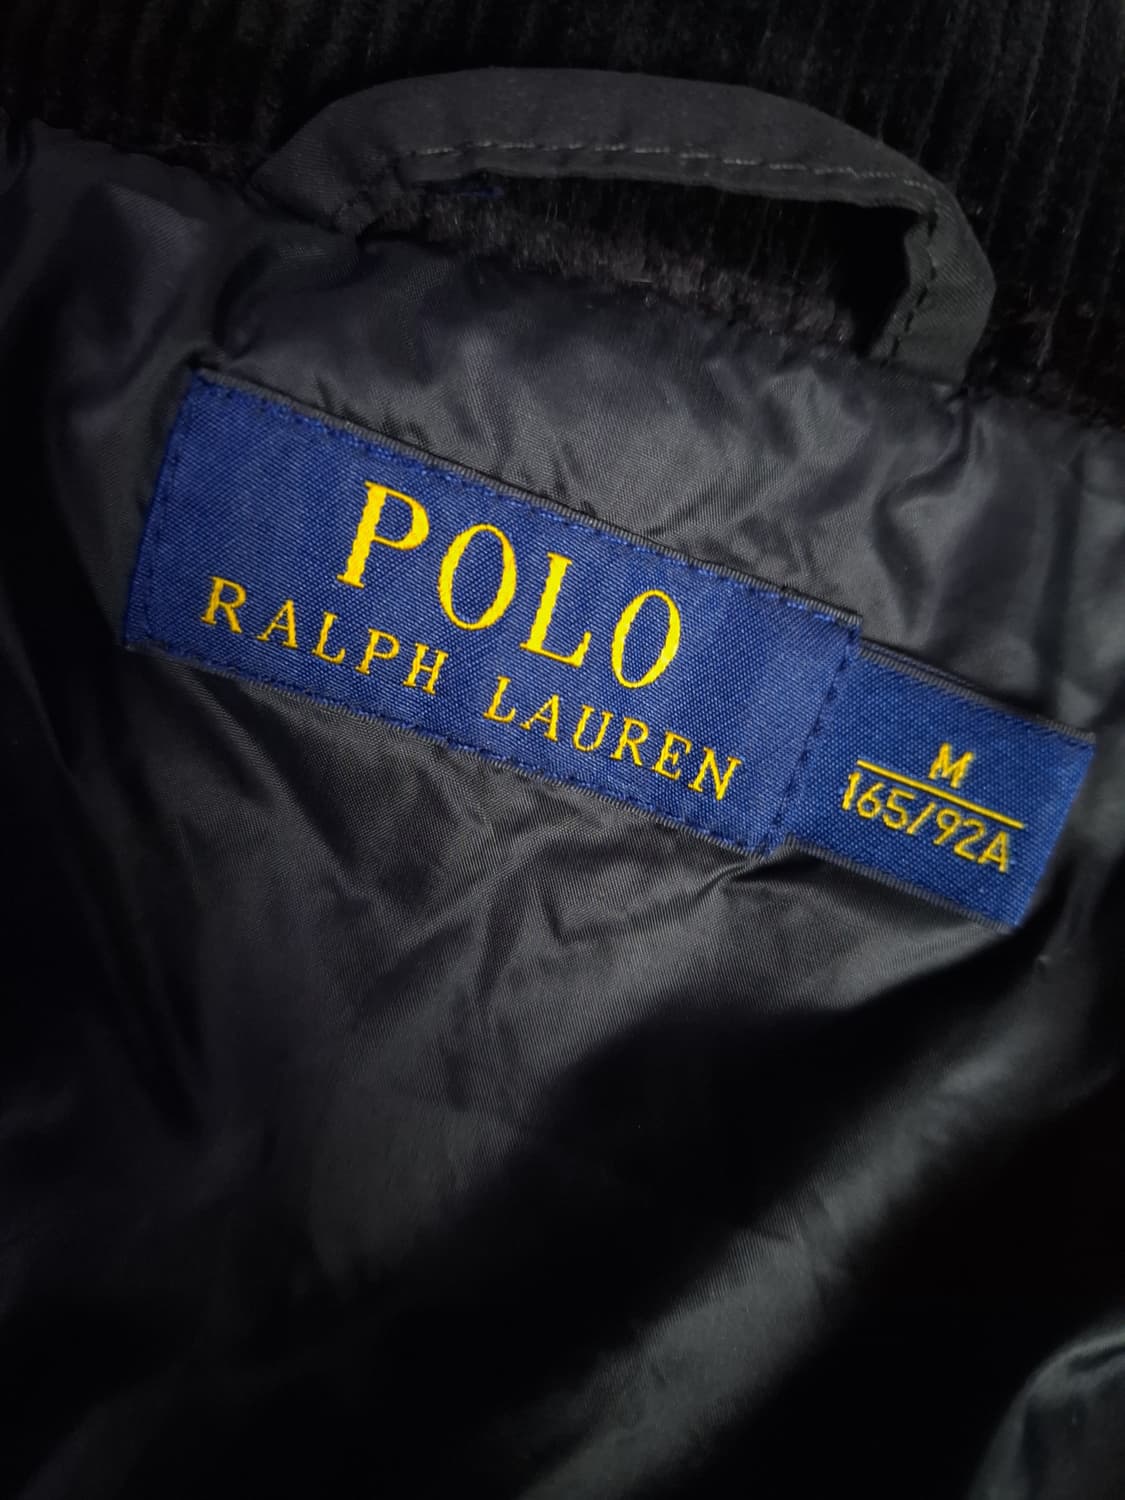 POLO
RALPH LAUREN
M
165/92A